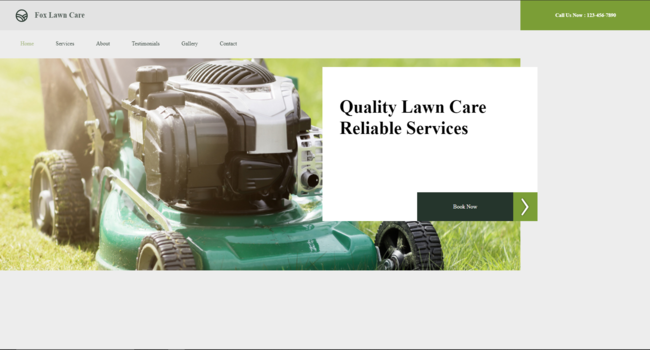 Fox Lawn Care
Call Us Now : 123-456-7890
Home Services About Testimonials Gallery Contact
Quality Lawn Care
Reliable Services
Book Now